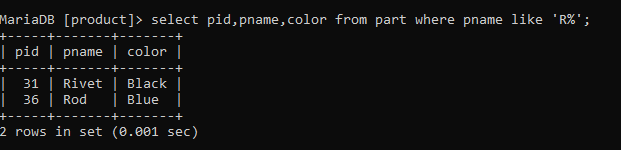 MariaDB [product]> select pid,pname,color from part where pname like 'R%';
+-----+-------+-------+
| pid | pname | color |
+-----+-------+-------+
|  31 | Rivet | Black |
|  36 | Rod   | Blue  |
+-----+-------+-------+
2 rows in set (0.001 sec)